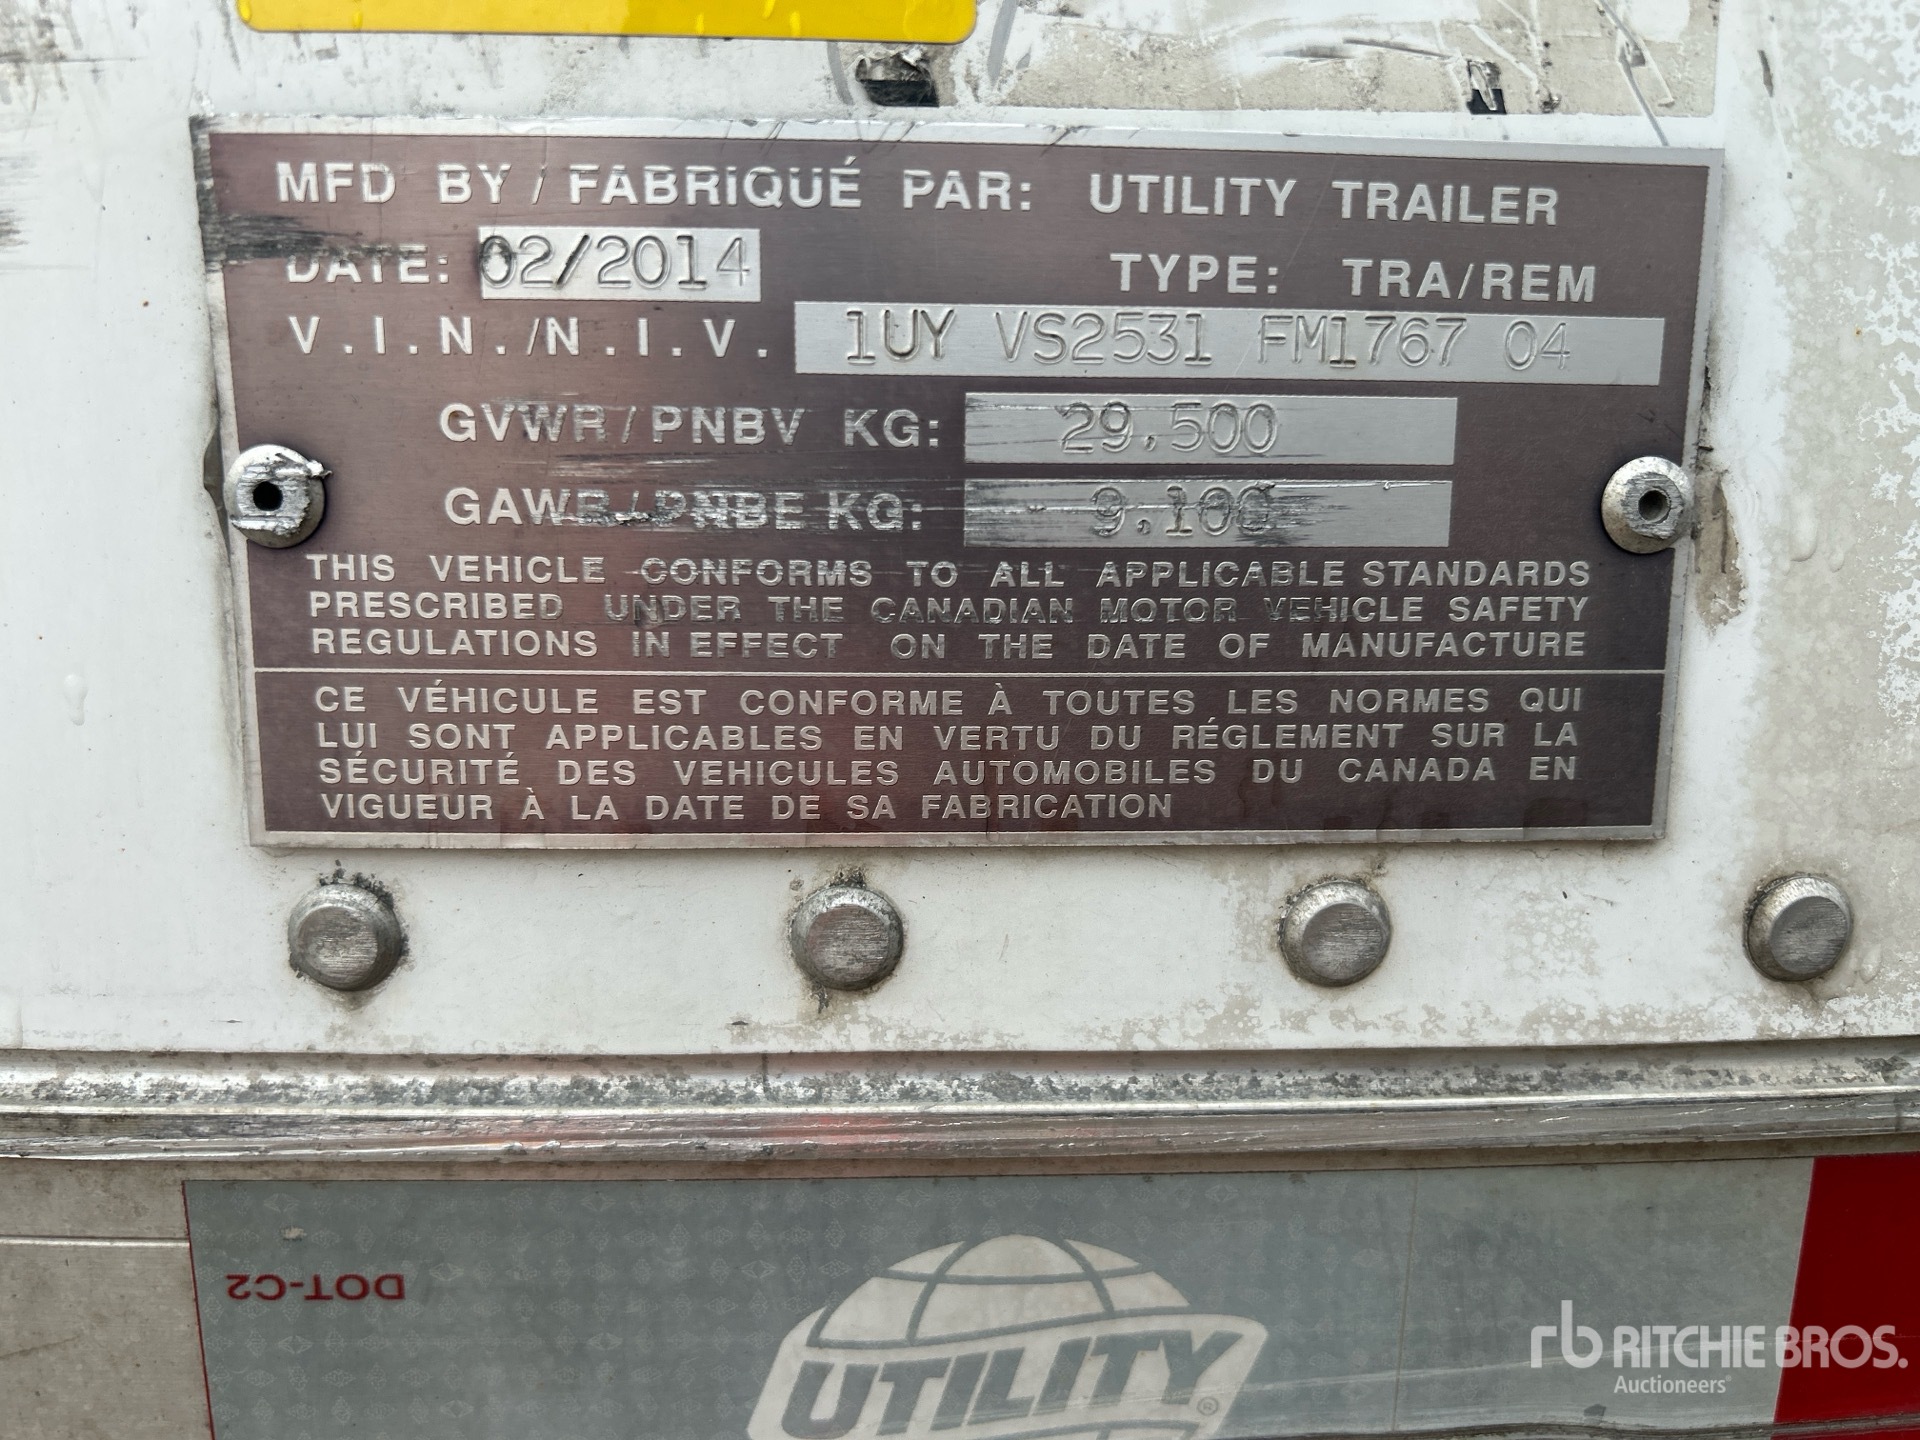 MFD BY / FABRIQUÉ PAR: UTILITY TRAILER
DATE: 02/2014 TYPE: TRA/REM
V.I.N./N.I.V. 1UY VS2531 FM1767 04
GVWR/PNBV KG: 29.500
GAWR/PNBE KG: 9.100
THIS VEHICLE CONFORMS TO ALL APPLICABLE STANDARDS
PRESCRIBED UNDER THE CANADIAN MOTOR VEHICLE SAFETY
REGULATIONS IN EFFECT ON THE DATE OF MANUFACTURE
CE VÉHICULE EST CONFORME À TOUTES LES NORMES QUI
LUI SONT APPLICABLES EN VERTU DU RÉGLEMENT SUR LA
SÉCURITÉ DES VEHICULES AUTOMOBILES DU CANADA EN
VIGUEUR À LA DATE DE SA FABRICATION
DOT-C2
UTILITY®
rb RITCHIE BROS.
Auctioneers